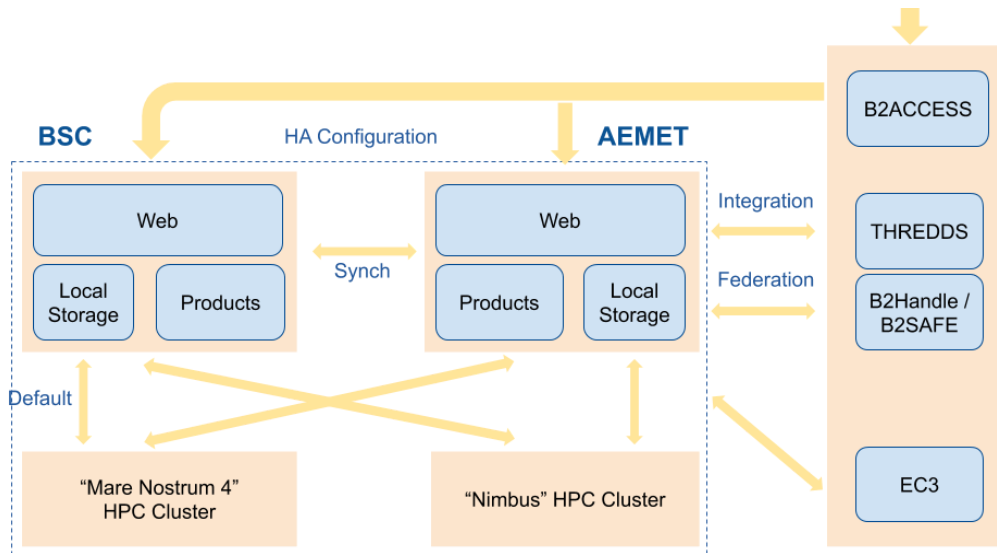 B2ACCESS
BSC
HA Configuration
AEMET
Web
Web
Integration
THREDDS
Synch
Local
Storage
Products
Products
Local
Storage
Federation
B2Handle /
B2SAFE
Default
“Mare Nostrum 4”
HPC Cluster
“Nimbus” HPC Cluster
EC3